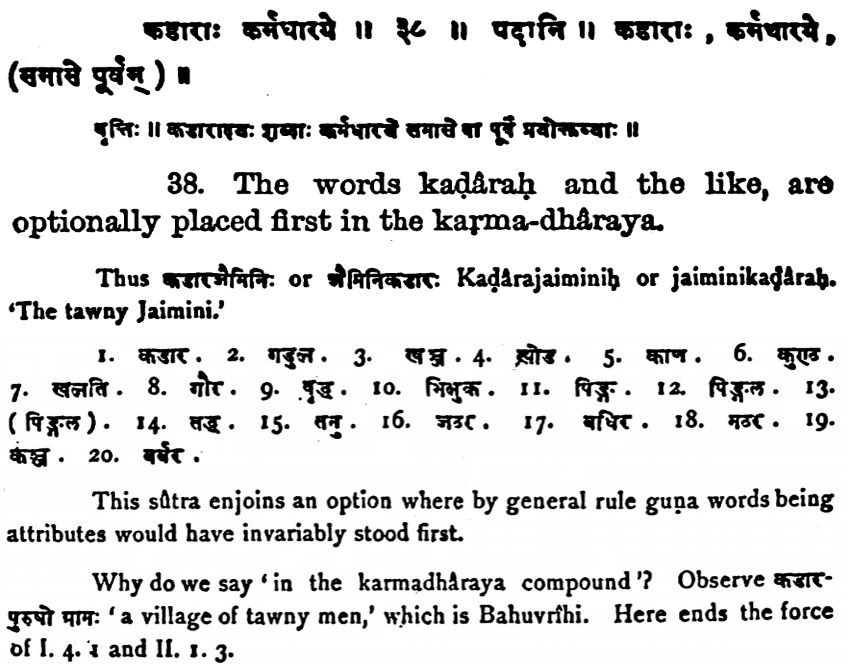 कडाराः कर्मधारये ॥ ३८ ॥ पदानि ॥ कडाराः , कर्मधारये,
(समासे पूर्वम् ) ॥
वृत्तिः ॥ कडारादयः शब्दाः कर्मधारये समासे वा पूर्वं प्रयोक्तव्याः ॥
38. The words kaḍâraḥ and the like, are
optionally placed first in the kaṛma-dhâraya.
Thus कडारजैमिनिः or जैमिनिकडारः Kaḍârajaiminiḥ or jaiminikaḍâraḥ.
‘The tawny Jaimini.’
1. कडार . 2. गडुल . 3. खञ्ज . 4. खोड . 5. काण . 6. कुण्ठ .
7. खलति . 8. गौर . 9. वृद्ध . 10. भिक्षुक . 11. पिङ्ग . 12. पिङ्गल . 13.
( पिङ्गल ) . 14. . 15. तनु . 16. जठर . 17. बधिर . 18. मठर . 19.
कञ्ज . 20. बर्बर .
This sûtra enjoins an option where by general rule guṇa words being
attributes would have invariably stood first.
Why do we say ‘in the karmadhâraya compound’? Observe कडार-
पुरुषो ग्रामः ‘a village of tawny men,’ which is Bahuvrîhi. Here ends the force
of I. 4. 1 and II. 1. 3.